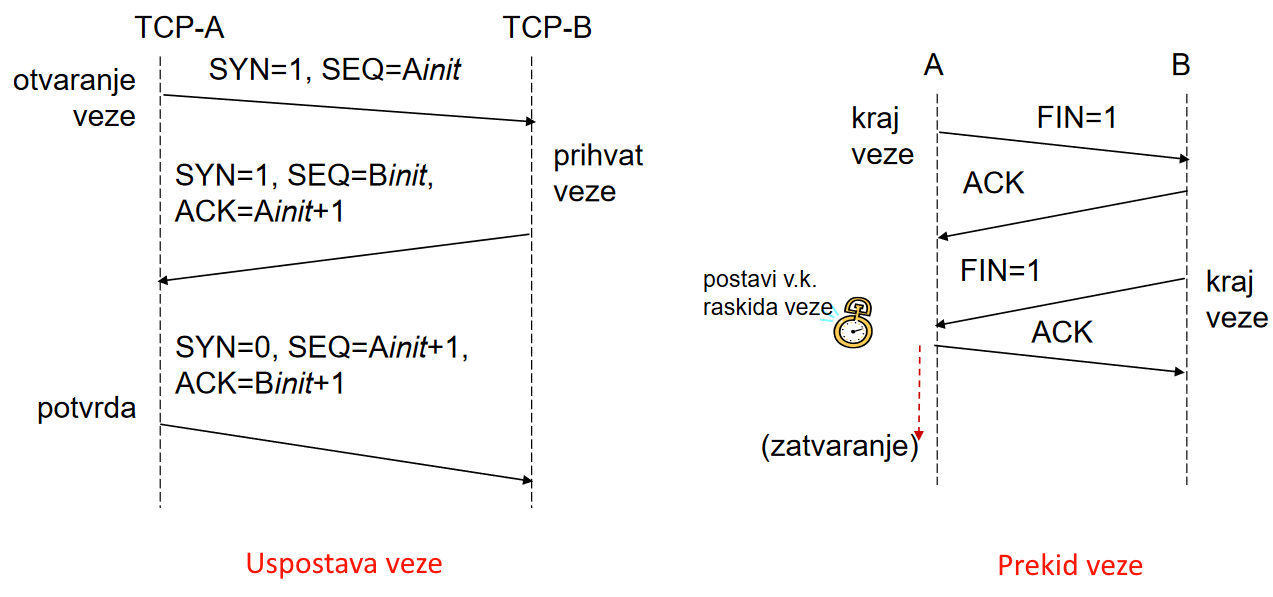 TCP-A
TCP-B
SYN=1, SEQ=Ainit
otvaranje
veze
prihvat
veze
SYN=1, SEQ=Binit,
ACK=Ainit+1
SYN=0, SEQ=Ainit+1,
ACK=Binit+1
potvrda
Uspostava veze
A
B
kraj
veze
FIN=1
ACK
FIN=1
kraj
veze
postavi v.k.
raskida veze
ACK
(zatvaranje)
Prekid veze